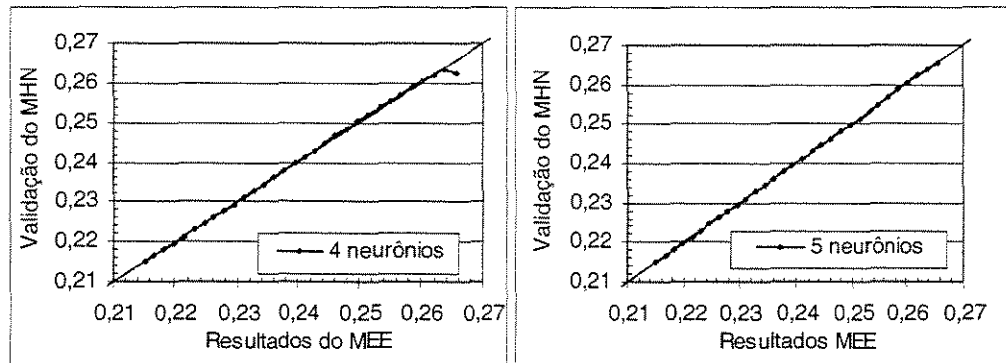 Validação do MHN
0,27
0,26
0,25
0,24
0,23
0,22
0,21
4 neurônios
0,21 0,22 0,23 0,24 0,25 0,26 0,27
Resultados do MEE
Validação do MHN
0,27
0,26
0,25
0,24
0,23
0,22
0,21
5 neurônios
0,21 0,22 0,23 0,24 0,25 0,26 0,27
Resultados MEE